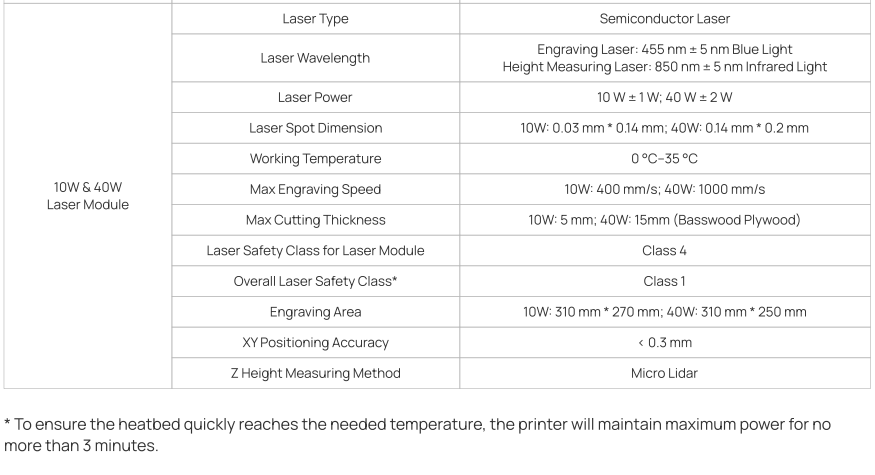 Laser Type
Semiconductor Laser
Laser Wavelength
Engraving Laser: 455 nm ± 5 nm Blue Light
Height Measuring Laser: 850 nm ± 5 nm Infrared Light
Laser Power
10 W ± 1 W; 40 W ± 2 W
Laser Spot Dimension
10W: 0.03 mm * 0.14 mm; 40W: 0.14 mm * 0.2 mm
Working Temperature
0 °C–35 °C
10W & 40W
Laser Module
Max Engraving Speed
10W: 400 mm/s; 40W: 1000 mm/s
Max Cutting Thickness
10W: 5 mm; 40W: 15mm (Basswood Plywood)
Laser Safety Class for Laser Module
Class 4
Overall Laser Safety Class*
Class 1
Engraving Area
10W: 310 mm * 270 mm; 40W: 310 mm * 250 mm
XY Positioning Accuracy
< 0.3 mm
Z Height Measuring Method
Micro Lidar
* To ensure the heatbed quickly reaches the needed temperature, the printer will maintain maximum power for no
more than 3 minutes.